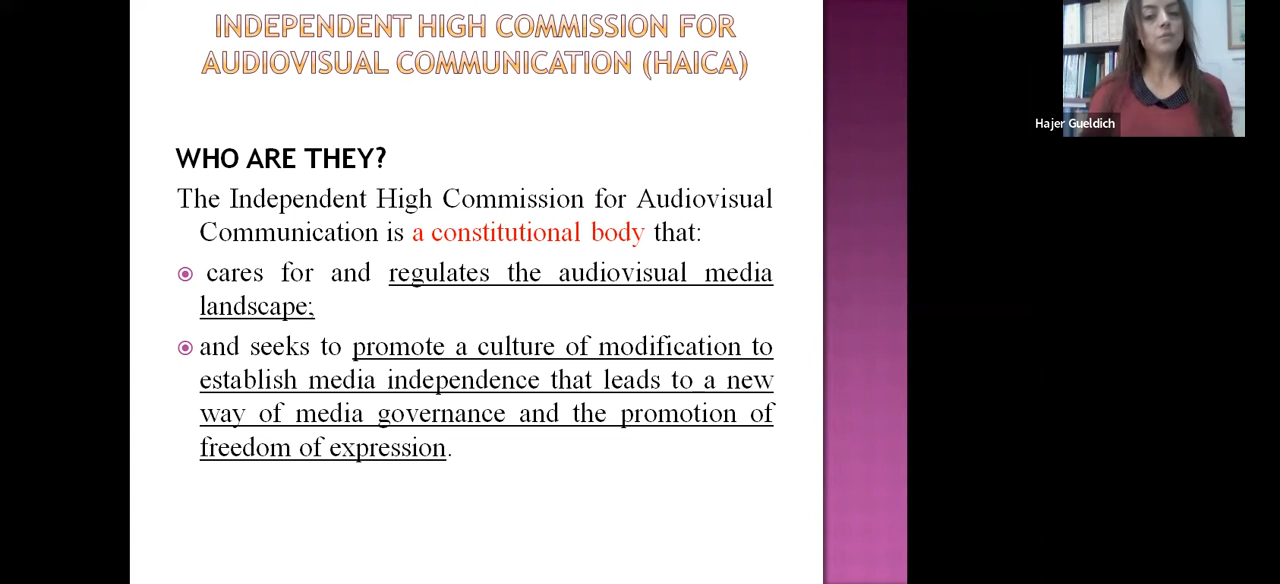 INDEPENDENT HIGH COMMISSION FOR
AUDIOVISUAL COMMUNICATION (HAICA)
WHO ARE THEY?
The Independent High Commission for Audiovisual
Communication is a constitutional body that:
cares for and regulates the audiovisual media
landscape;
and seeks to promote a culture of modification to
establish media independence that leads to a new
way of media governance and the promotion of
freedom of expression.
Hajer Gueldich